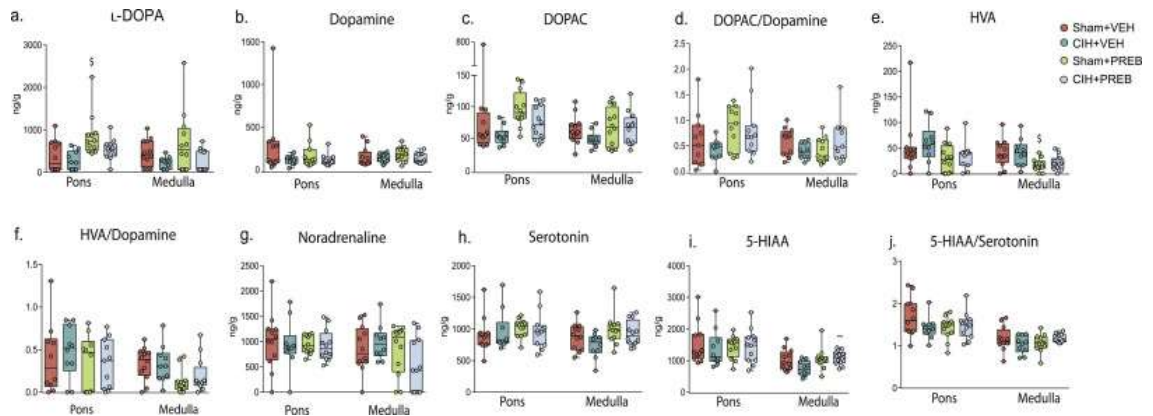 a. L-DOPA
b. Dopamine
c. DOPAC
d. DOPAC/Dopamine
e. HVA
Sham+VEH
CIH+VEH
Sham+PREB
CIH+PREB
3000
2000
1000
0
ng/g
$
Pons Medulla
1500
1000
500
0
ng/g
Pons Medulla
800
600
150
100
50
0
ng/g
Pons Medulla
2.5
2.0
1.5
1.0
0.5
0.0
Pons Medulla
250
200
150
100
50
0
ng/g
$
Pons Medulla
f. HVA/Dopamine
g. Noradrenaline
h. Serotonin
i. 5-HIAA
j. 5-HIAA/Serotonin
1.5
1.0
0.5
0.0
Pons Medulla
2500
2000
1500
1000
500
0
ng/g
Pons Medulla
2000
1500
1000
500
0
ng/g
Pons Medulla
4000
3000
2000
1000
0
ng/g
Pons Medulla
3
2
1
0
Pons Medulla